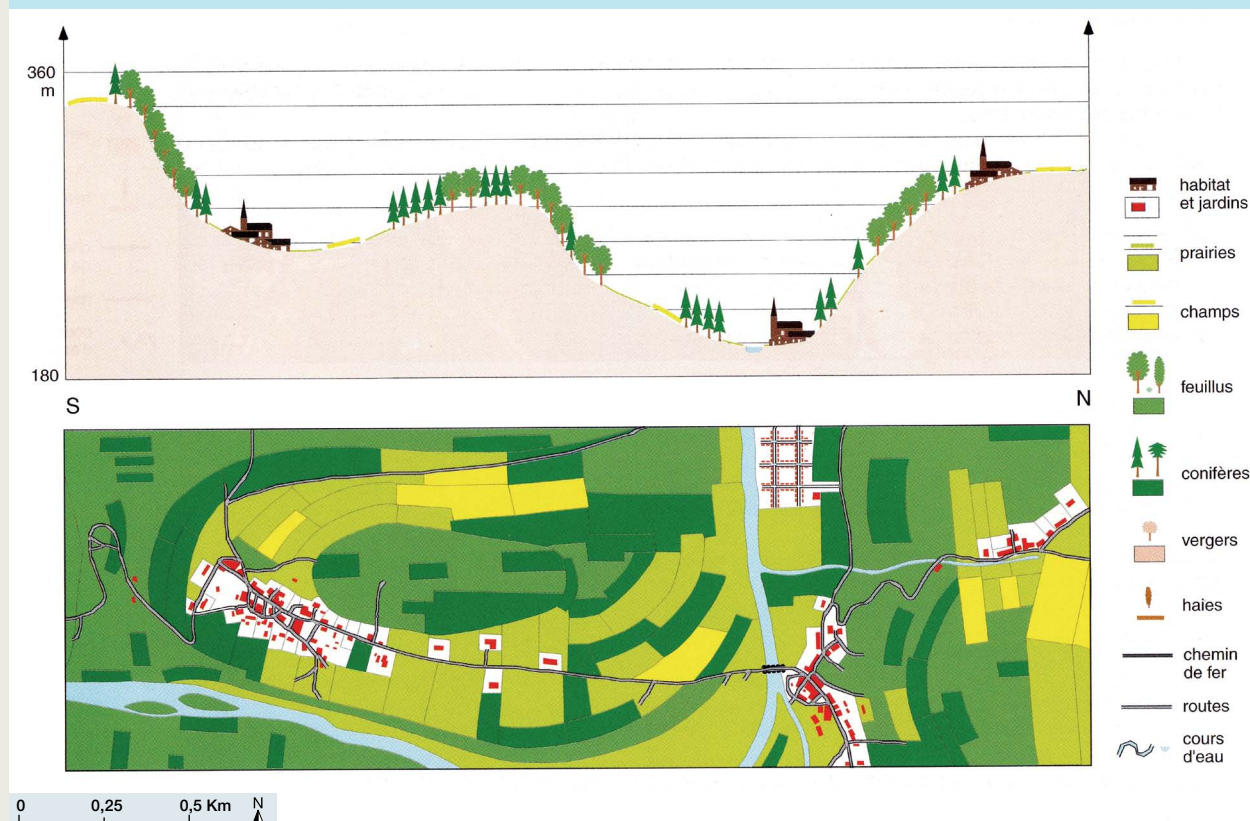 360
m
180
S
N
habitat
et jardins
prairies
champs
feuillus
conifères
vergers
haies
chemin
de fer
routes
cours
d'eau
0
0,25
0,5 Km
N